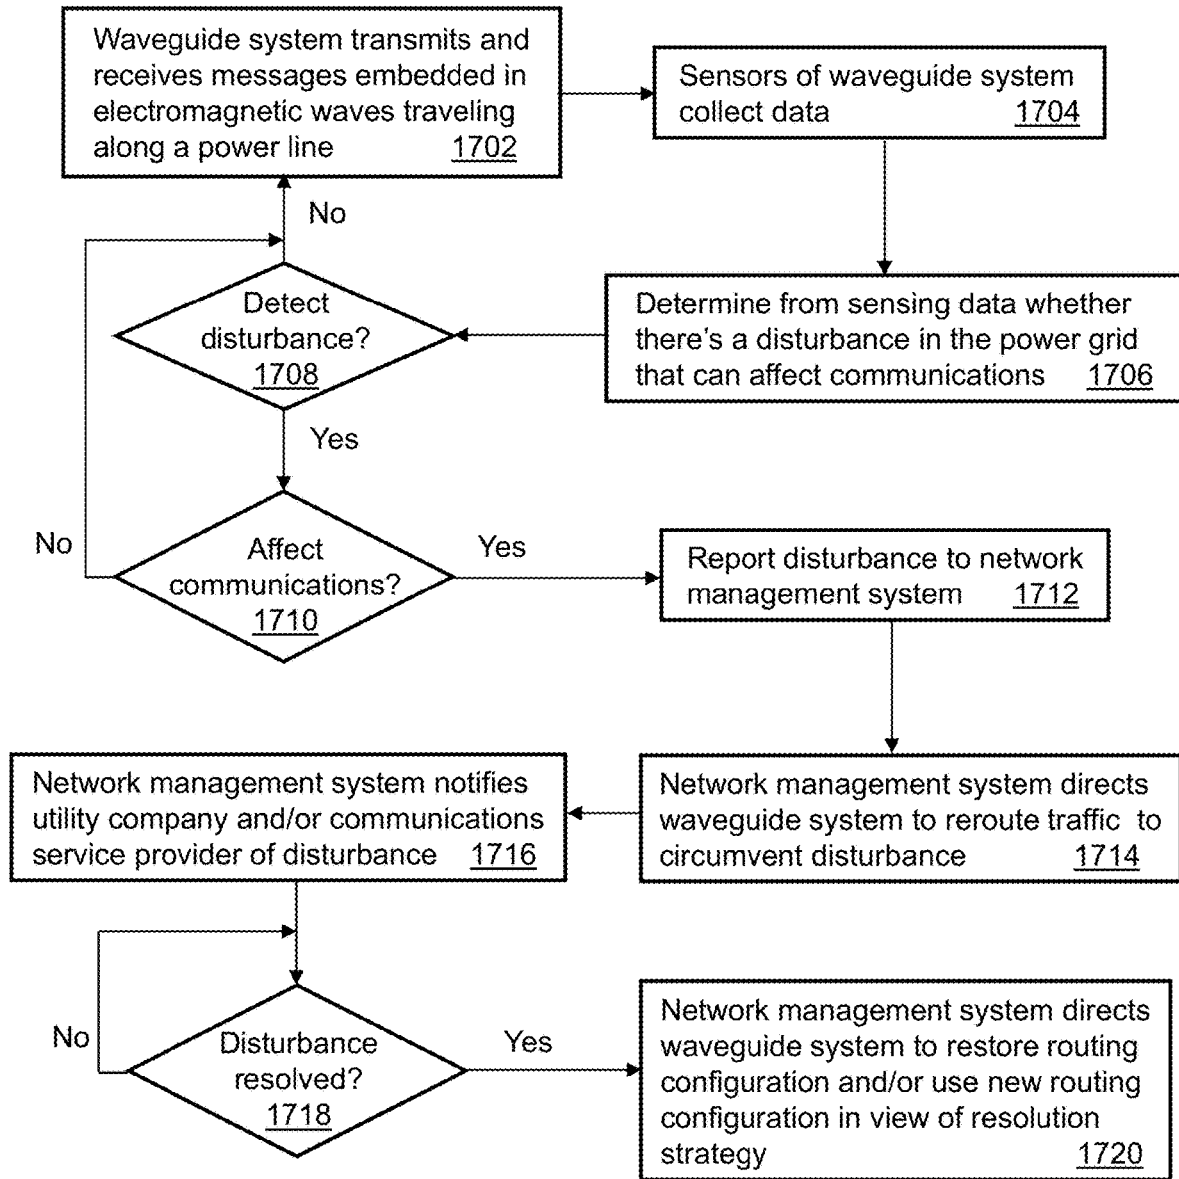 Waveguide system transmits and
receives messages embedded in
electromagnetic waves traveling
along a power line 1702
Sensors of waveguide system
collect data 1704
Determine from sensing data whether
there's a disturbance in the power grid
that can affect communications 1706
No
Detect
disturbance?
1708
Yes
No
Affect
communications?
1710
Yes
Report disturbance to network
management system 1712
Network management system directs
waveguide system to reroute traffic to
circumvent disturbance 1714
Network management system notifies
utility company and/or communications
service provider of disturbance 1716
No
Disturbance
resolved?
1718
Yes
Network management system directs
waveguide system to restore routing
configuration and/or use new routing
configuration in view of resolution
strategy 1720